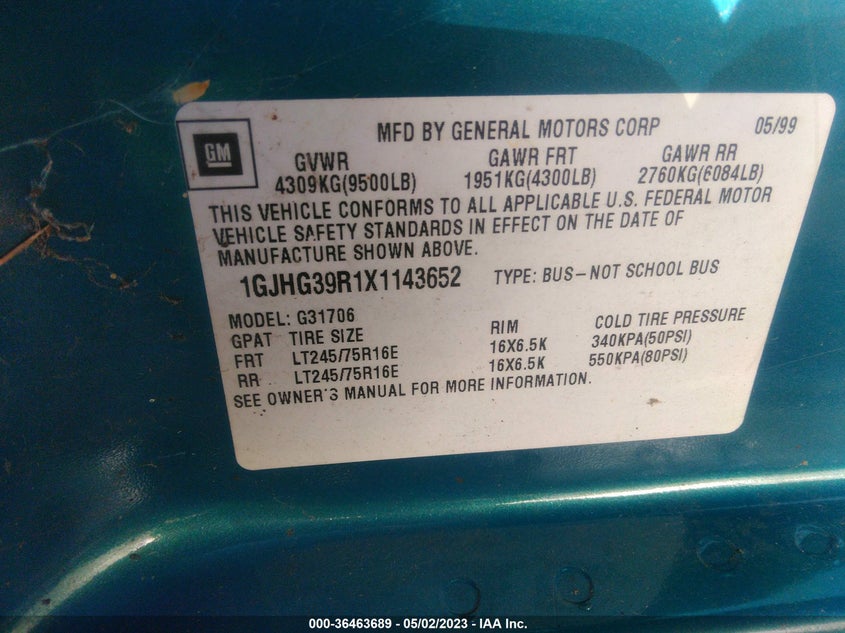 MFD BY GENERAL MOTORS CORP 05/99
GM
GVWR GAWR FRT GAWR RR
4309KG(9500LB) 1951KG(4300LB) 2760KG(6084LB)
THIS VEHICLE CONFORMS TO ALL APPLICABLE U.S. FEDERAL MOTOR
VEHICLE SAFETY STANDARDS IN EFFECT ON THE DATE OF
MANUFACTURE SHOWN ABOVE.
1GJHG39R1X1143652 TYPE: BUS-NOT SCHOOL BUS
MODEL: G31706
GPAT TIRE SIZE RIM COLD TIRE PRESSURE
FRT LT245/75R16E 16X6.5K 340KPA(50PSI)
RR LT245/75R16E 16X6.5K 550KPA(80PSI)
SEE OWNER'S MANUAL FOR MORE INFORMATION.
000-36463689 - 05/02/2023 - IAA Inc.